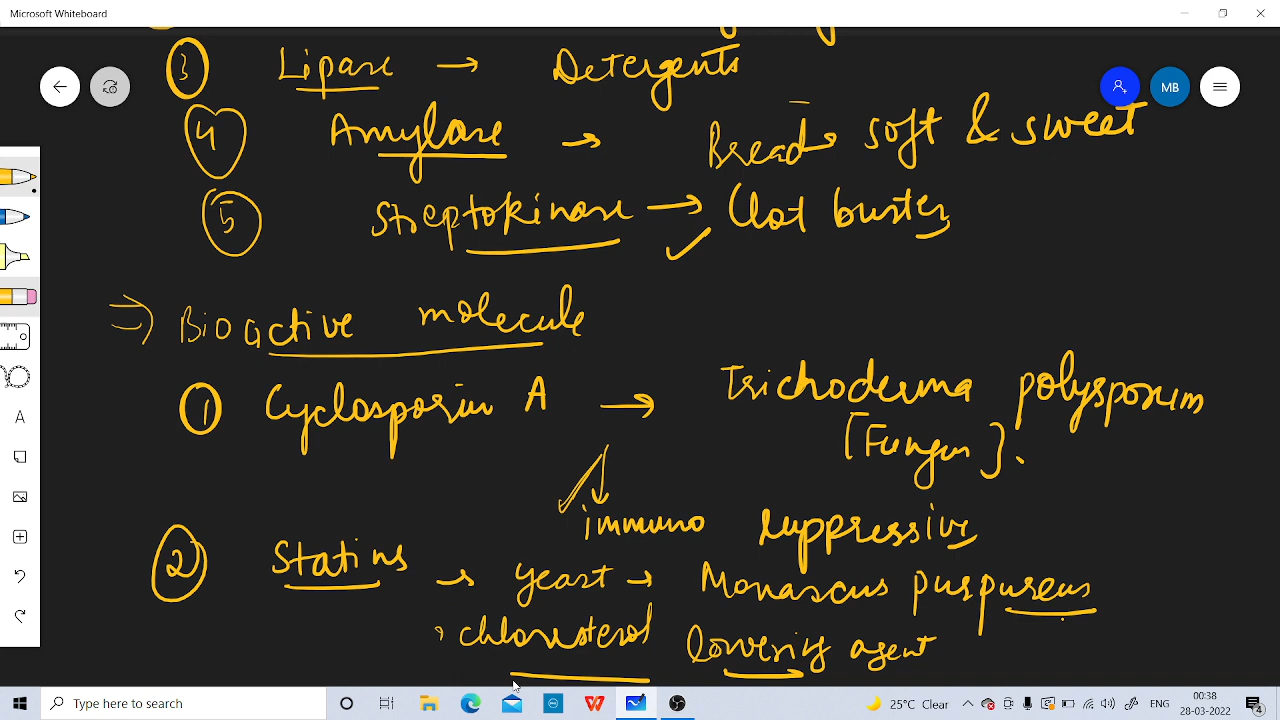 Microsoft Whiteboard
3 Lipase → Detergents
MB
4 Amylase → Bread → soft & sweet
5 Streptokinase → Clot buster
⇒ Bioactive molecule
1 Cyclosporin A → Trichoderma polysporum
[Fungus].
immuno suppressive
2 Statins → yeast → Monascus purpureus
chloresterol lowering agent
A
Type here to search
25°C Clear
ENG
00:38
28-03-2022
4